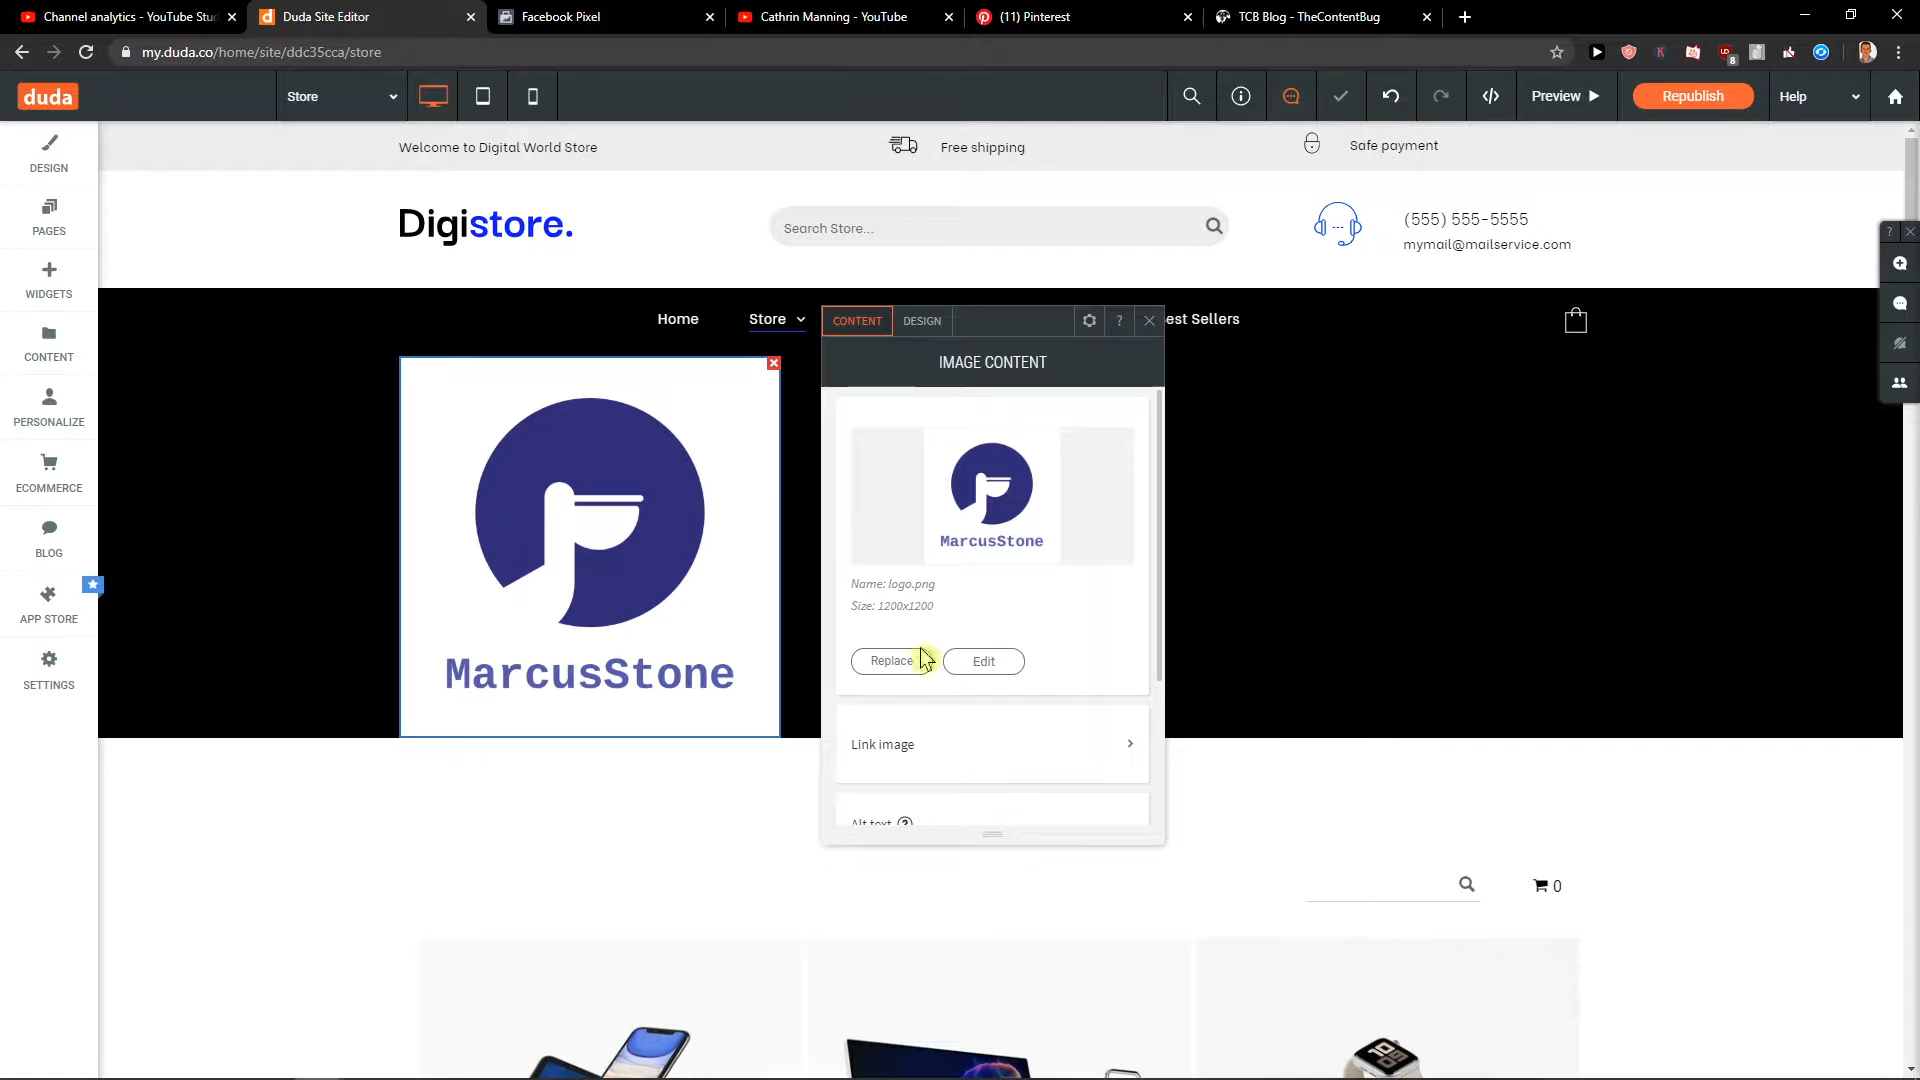 Channel analytics - YouTube Stud
Duda Site Editor
Facebook Pixel
Cathrin Manning - YouTube
(11) Pinterest
TCB Blog - TheContentBug
my.duda.co/home/site/ddc35cca/store
8
duda
Store
Preview
Republish
Help
DESIGN
PAGES
WIDGETS
CONTENT
PERSONALIZE
ECOMMERCE
BLOG
APP STORE
SETTINGS
Welcome to Digital World Store
Free shipping
Safe payment
Digistore.
Search Store...
(555) 555-5555
mymail@mailservice.com
Home
Store
est Sellers
MarcusStone
CONTENT
DESIGN
?
IMAGE CONTENT
MarcusStone
Name: logo.png
Size: 1200x1200
Replace
Edit
Link image
Alt text ?
?
0
10
09